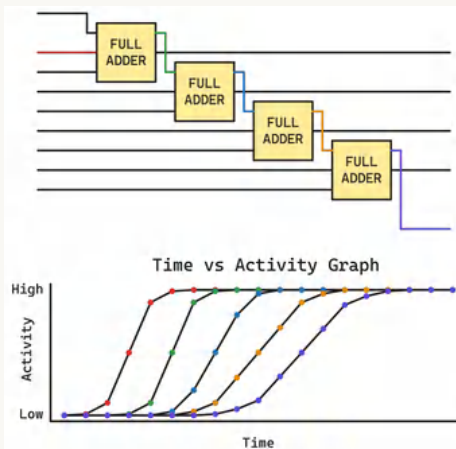 FULL
ADDER
FULL
ADDER
FULL
ADDER
FULL
ADDER
Time vs Activity Graph
High
Activity
Low
Time